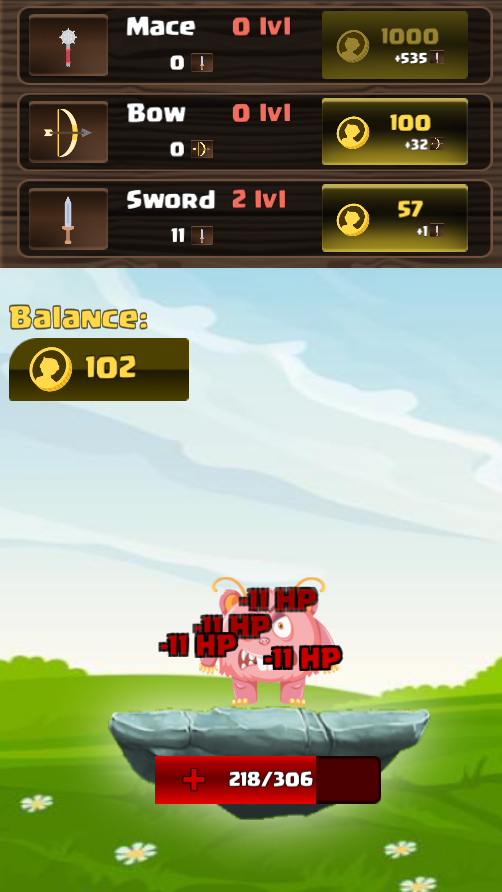 Mace 0 lvl 1000
0 +535
Bow 0 lvl 100
0 +32
Sword 2 lvl 57
11 +1
Balance:
102
-11 HP
-11 HP
-11 HP
-11 HP
218/306